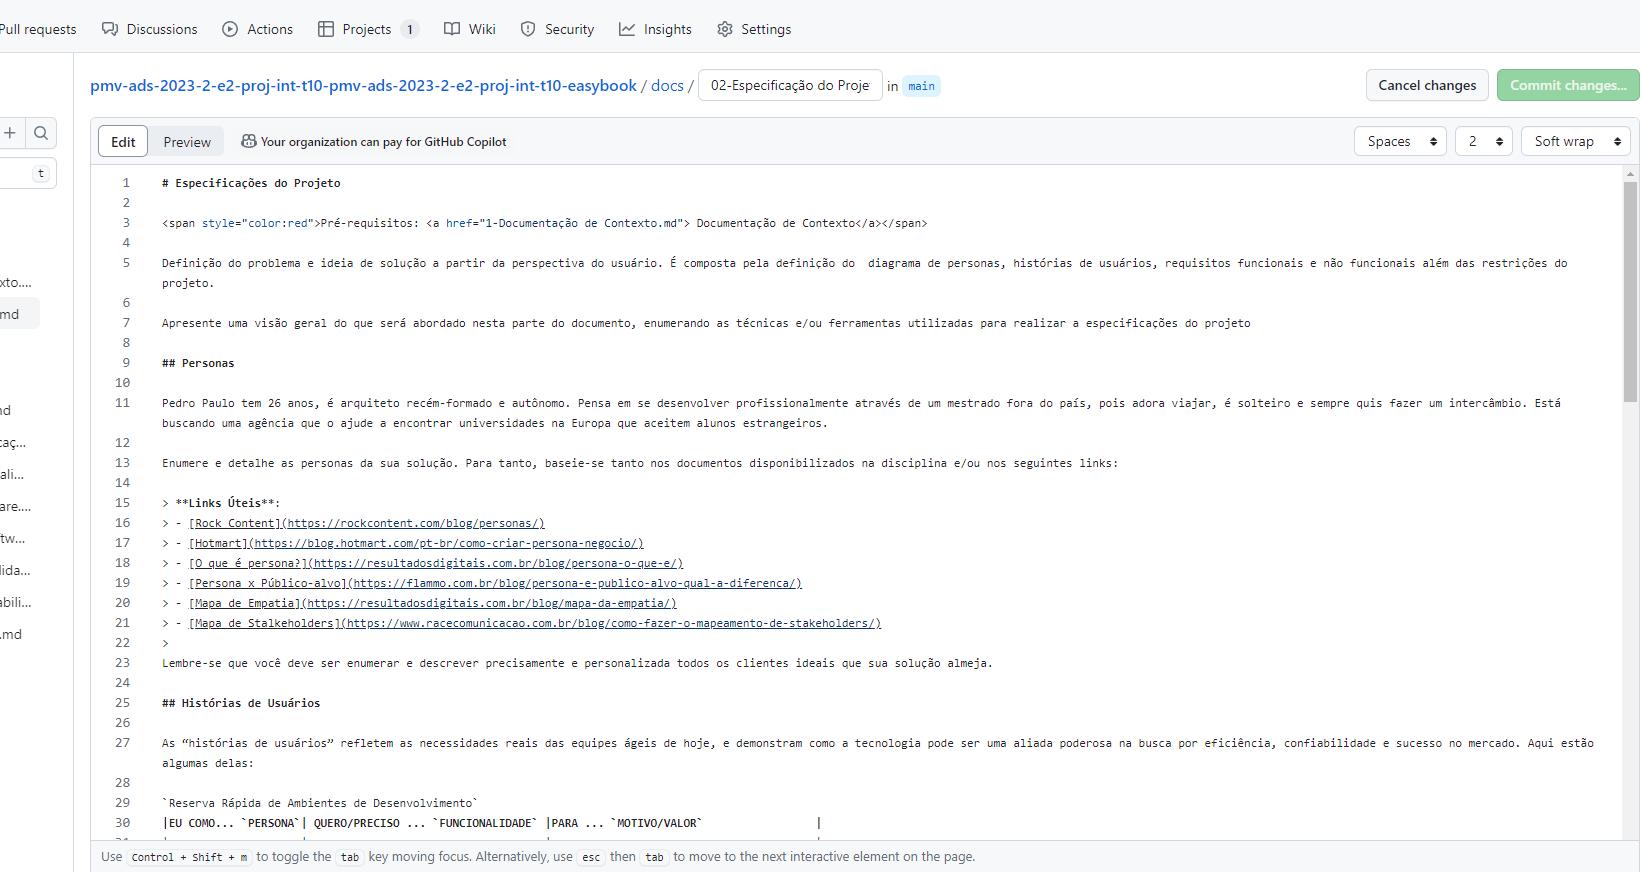 Pull requests Discussions Actions Projects 1 Wiki Security Insights Settings
pmv-ads-2023-2-e2-proj-int-t10-pmv-ads-2023-2-e2-proj-int-t10-easybook / docs / 02-Especificação do Proje in main Cancel changes Commit changes...
Edit Preview Your organization can pay for GitHub Copilot Spaces 2 Soft wrap
t
xto....
md
nd
caç...
ali...
are....
ftw...
lida...
abili...
.md
1 # Especificações do Projeto
2
3 <span style="color:red">Pré-requisitos: <a href="1-Documentação de Contexto.md"> Documentação de Contexto</a></span>
4
5 Definição do problema e ideia de solução a partir da perspectiva do usuário. É composta pela definição do  diagrama de personas, histórias de usuários, requisitos funcionais e não funcionais além das restrições do
projeto.
6
7 Apresente uma visão geral do que será abordado nesta parte do documento, enumerando as técnicas e/ou ferramentas utilizadas para realizar a especificações do projeto
8
9 ## Personas
10
11 Pedro Paulo tem 26 anos, é arquiteto recém-formado e autônomo. Pensa em se desenvolver profissionalmente através de um mestrado fora do país, pois adora viajar, é solteiro e sempre quis fazer um intercâmbio. Está
buscando uma agência que o ajude a encontrar universidades na Europa que aceitem alunos estrangeiros.
12
13 Enumere e detalhe as personas da sua solução. Para tanto, baseie-se tanto nos documentos disponibilizados na disciplina e/ou nos seguintes links:
14
15 > **Links Úteis**:
16 > - [Rock Content](https://rockcontent.com/blog/personas/)
17 > - [Hotmart](https://blog.hotmart.com/pt-br/como-criar-persona-negocio/)
18 > - [O que é persona?](https://resultadosdigitais.com.br/blog/persona-o-que-e/)
19 > - [Persona x Público-alvo](https://flammo.com.br/blog/persona-e-publico-alvo-qual-a-diferenca/)
20 > - [Mapa de Empatia](https://resultadosdigitais.com.br/blog/mapa-da-empatia/)
21 > - [Mapa de Stalkeholders](https://www.racecomunicacao.com.br/blog/como-fazer-o-mapeamento-de-stakeholders/)
22 >
23 Lembre-se que você deve ser enumerar e descrever precisamente e personalizada todos os clientes ideais que sua solução almeja.
24
25 ## Histórias de Usuários
26
27 As “histórias de usuários” refletem as necessidades reais das equipes ágeis de hoje, e demonstram como a tecnologia pode ser uma aliada poderosa na busca por eficiência, confiabilidade e sucesso no mercado. Aqui estão
algumas delas:
28
29 `Reserva Rápida de Ambientes de Desenvolvimento`
30 |EU COMO... `PERSONA`| QUERO/PRECISO ... `FUNCIONALIDADE` |PARA ... `MOTIVO/VALOR` |
Use Control + Shift + m to toggle the tab key moving focus. Alternatively, use esc then tab to move to the next interactive element on the page.